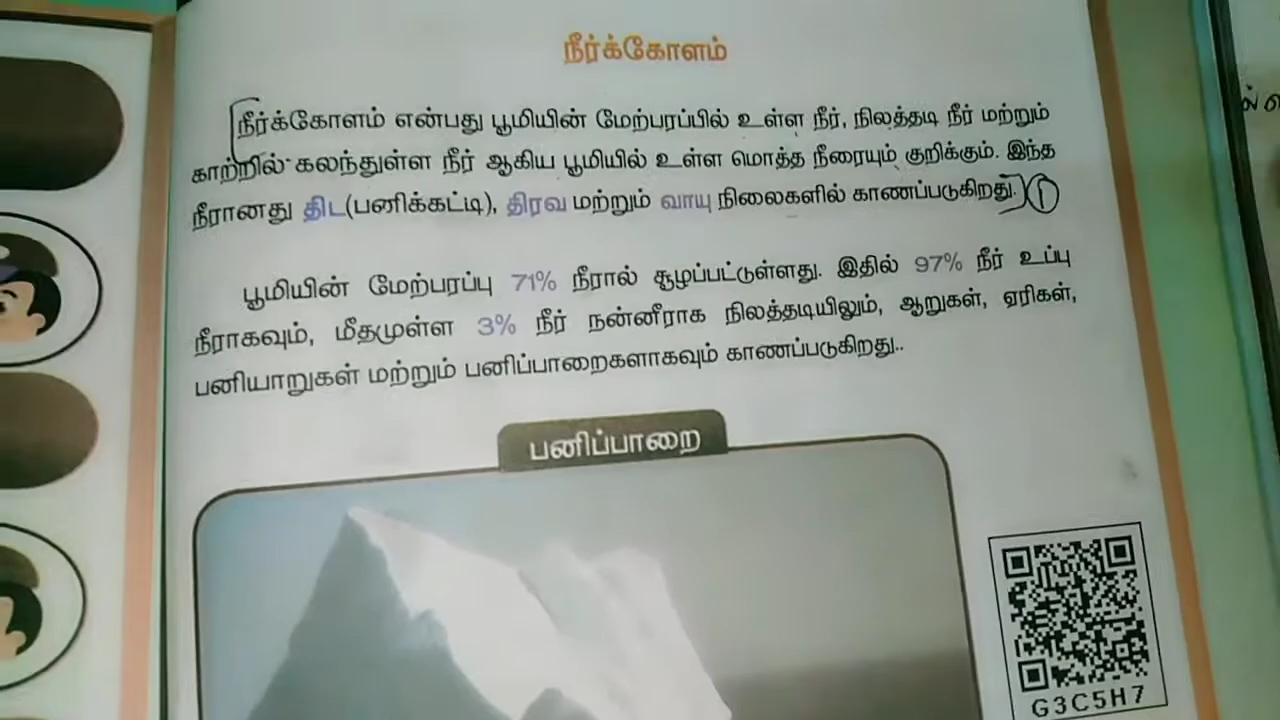 நீர்க்கோளம்
நீர்க்கோளம் என்பது பூமியின் மேற்பரப்பில் உள்ள நீர், நிலத்தடி நீர் மற்றும்
காற்றில் கலந்துள்ள நீர் ஆகிய பூமியில் உள்ள மொத்த நீரையும் குறிக்கும். இந்த
நீரானது திட(பனிக்கட்டி), திரவ மற்றும் வாயு நிலைகளில் காணப்படுகிறது. 1
பூமியின் மேற்பரப்பு 71% நீரால் சூழப்பட்டுள்ளது. இதில் 97% நீர் உப்பு
நீராகவும், மீதமுள்ள 3% நீர் நன்னீராக நிலத்தடியிலும், ஆறுகள், ஏரிகள்,
பனியாறுகள் மற்றும் பனிப்பாறைகளாகவும் காணப்படுகிறது..
பனிப்பாறை
G3C5H7